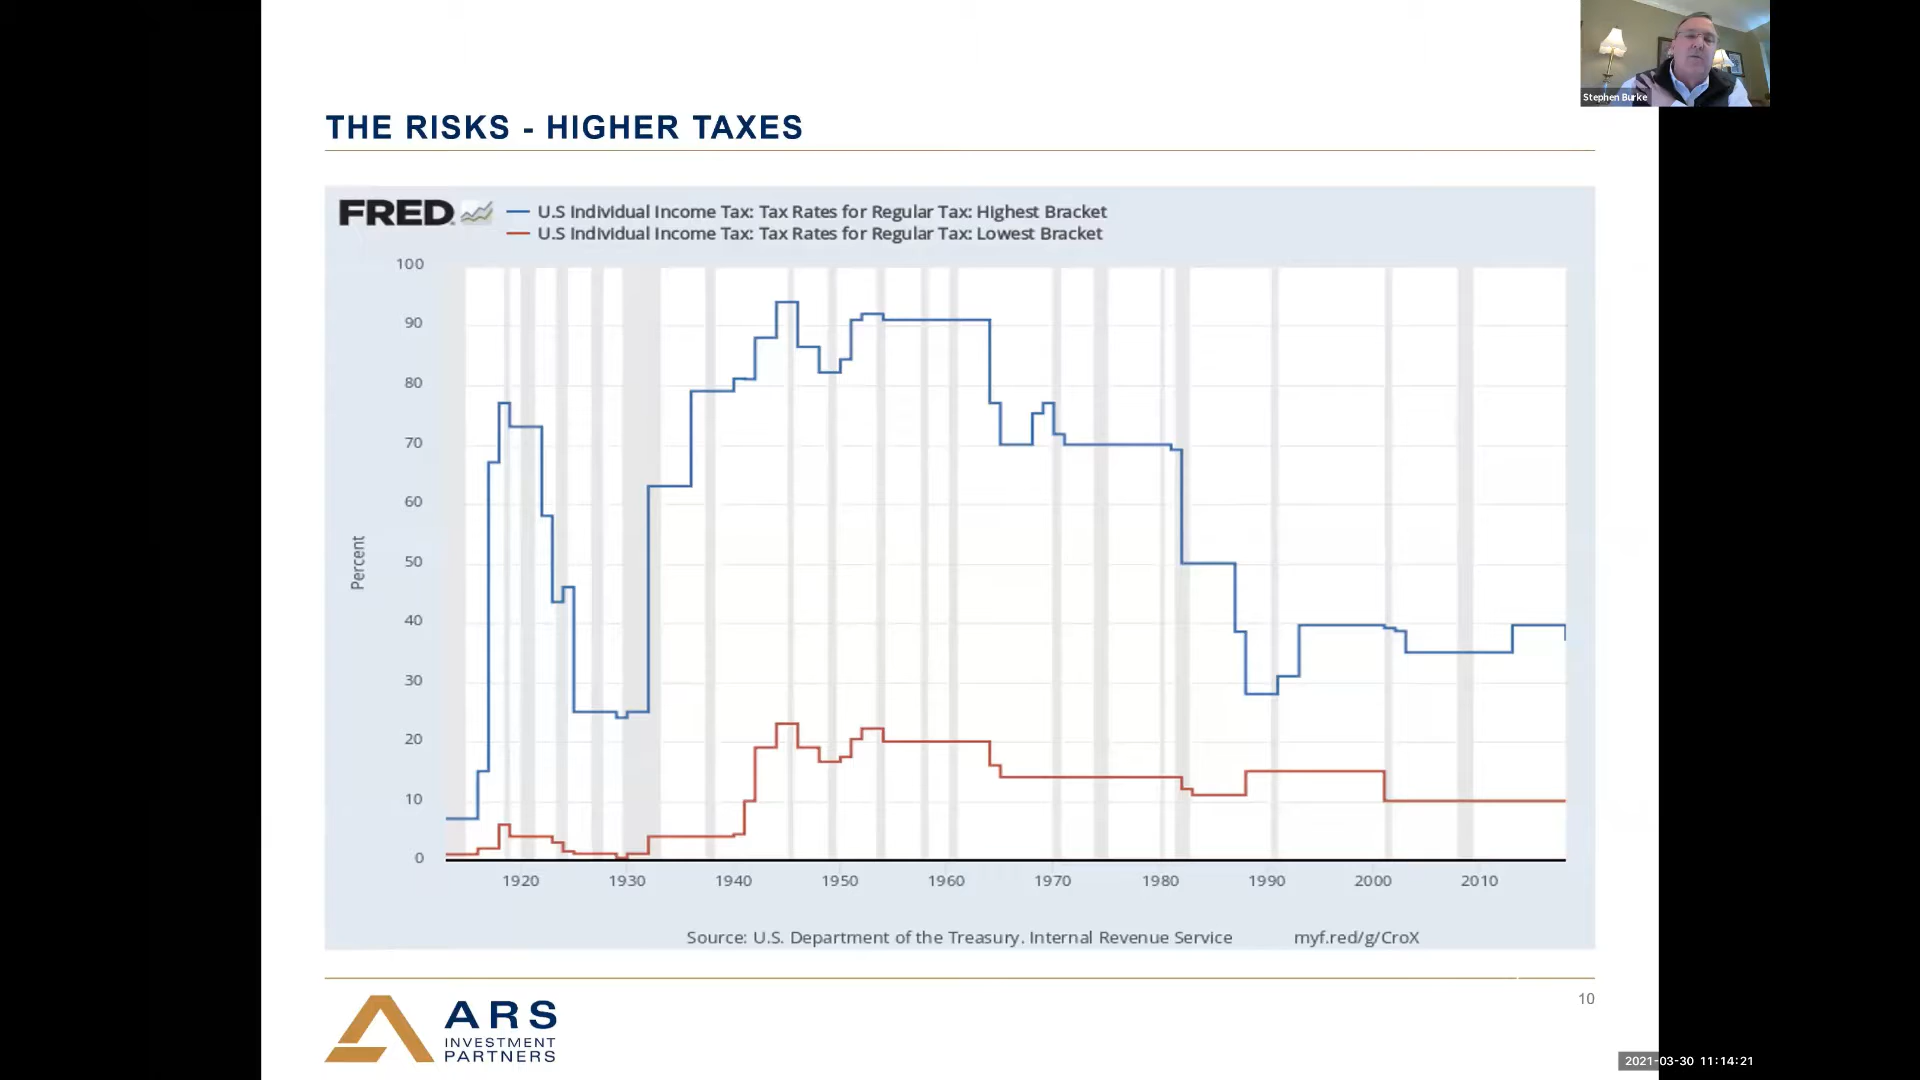 Stephen Burke
THE RISKS - HIGHER TAXES
FRED
U.S Individual Income Tax: Tax Rates for Regular Tax: Highest Bracket
U.S Individual Income Tax: Tax Rates for Regular Tax: Lowest Bracket
100
90
80
70
60
50
40
30
20
10
0
Percent
1920 1930 1940 1950 1960 1970 1980 1990 2000 2010
Source: U.S. Department of the Treasury. Internal Revenue Service myf.red/g/CroX
10
ARS
INVESTMENT
PARTNERS
2021-03-30 11:14:21